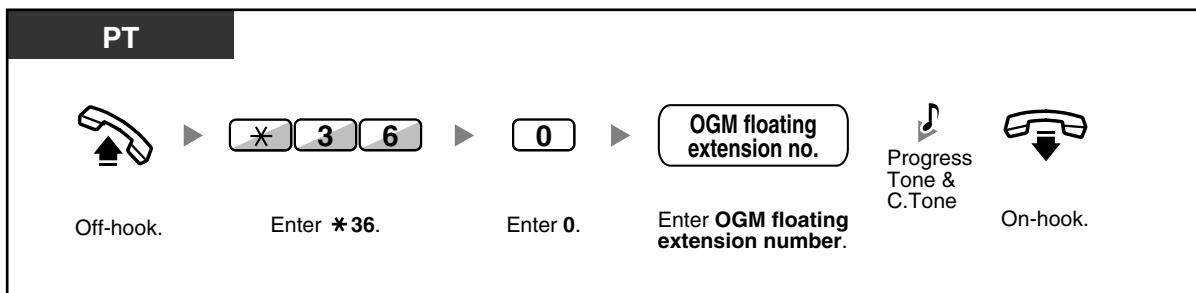 PT
* 3 6
0
OGM floating
extension no.
Progress
Tone &
C.Tone
Off-hook.
Enter *36.
Enter 0.
Enter OGM floating
extension number.
On-hook.